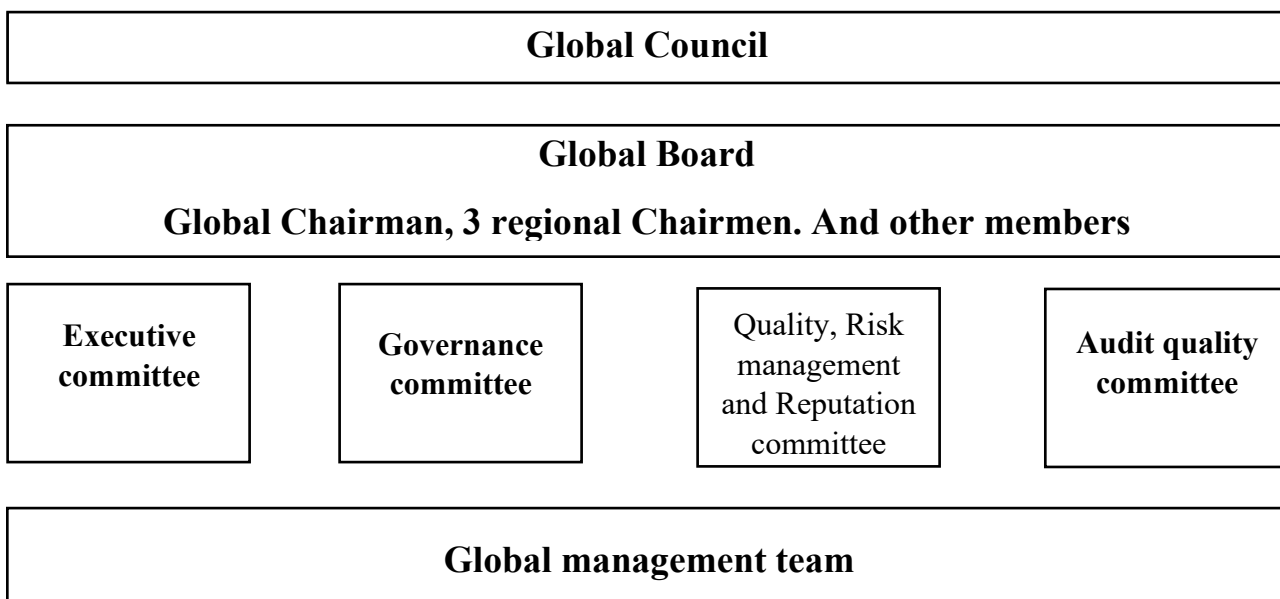 Global Council
Global Board
Global Chairman, 3 regional Chairmen. And other members
Executive
committee
Governance
committee
Quality, Risk
management
and Reputation
committee
Audit quality
committee
Global management team